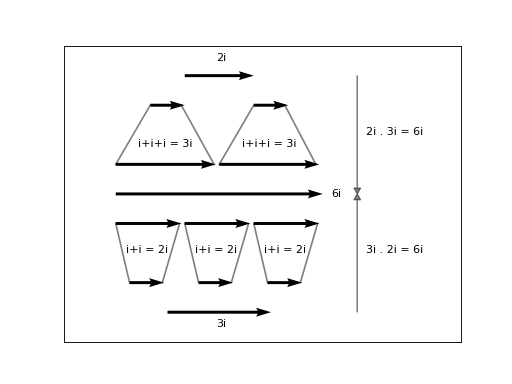 2i
2i . 3i = 6i
i+i+i = 3i i+i+i = 3i
6i
i+i = 2i i+i = 2i i+i = 2i
3i . 2i = 6i
3i